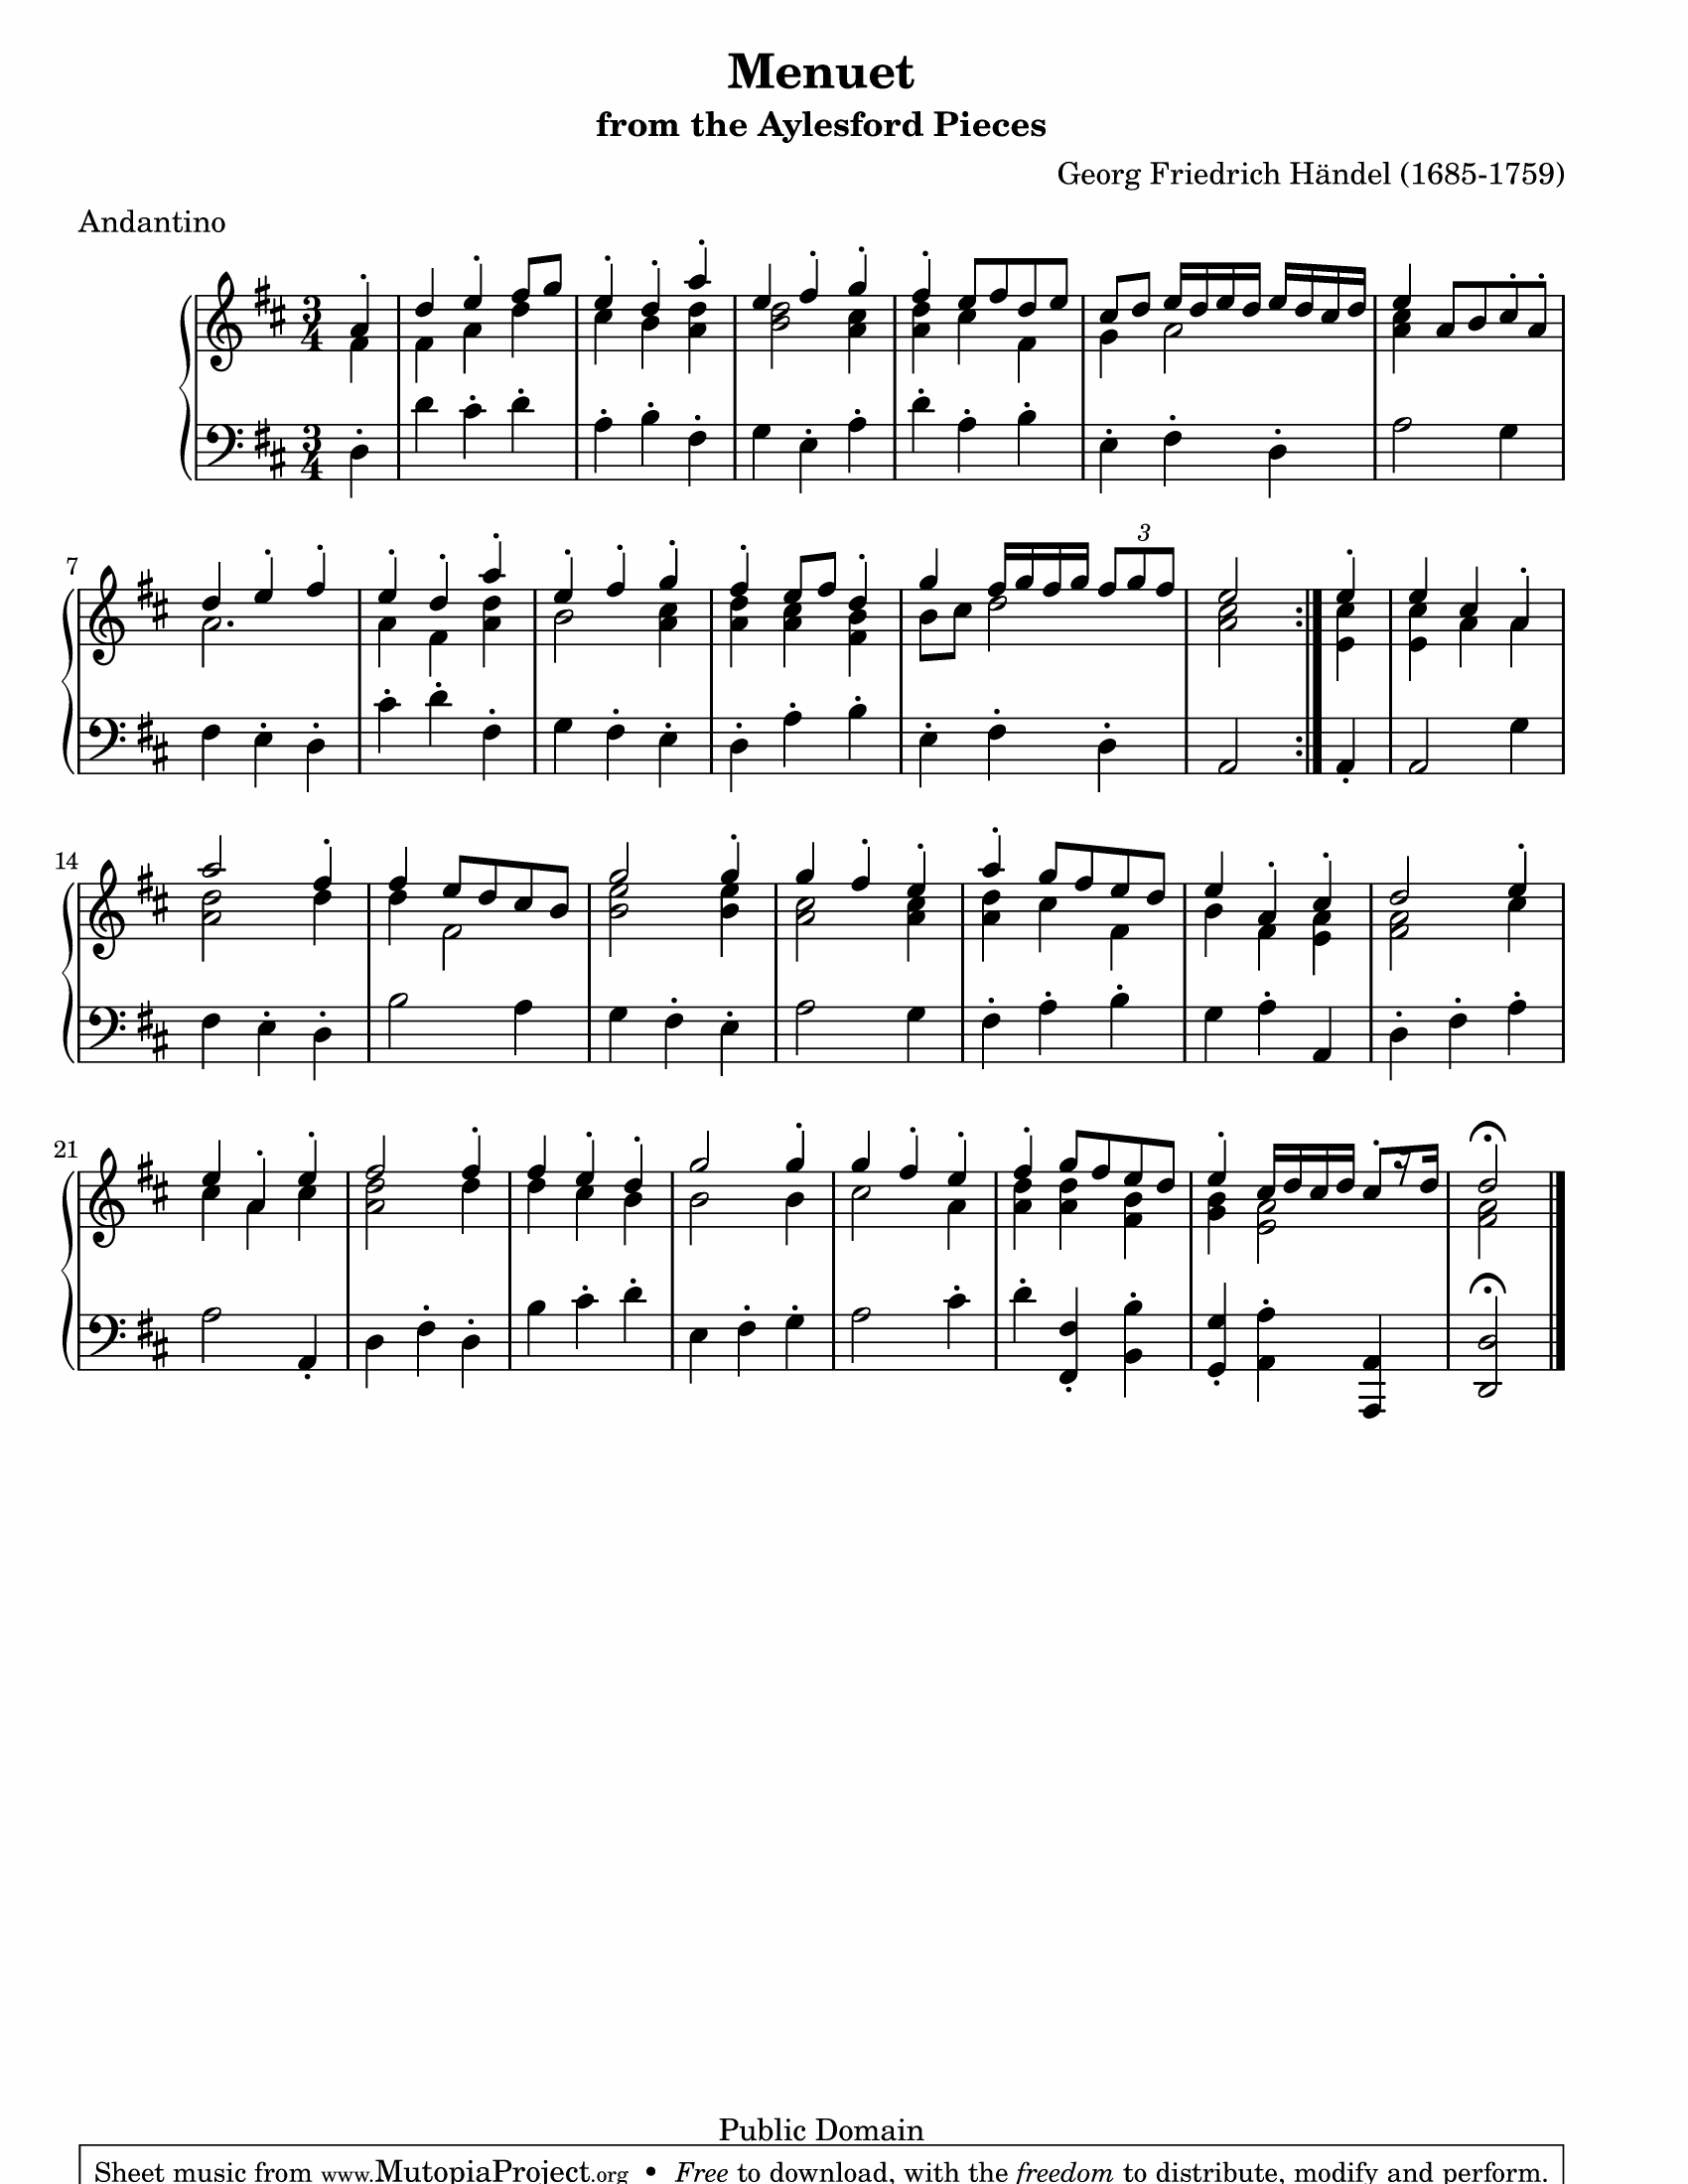 Menuet
from the Aylesford Pieces
Georg Friedrich Händel (1685-1759)
Andantino
3
4
3
4
7
3
14
21
Public Domain
Sheet music from www.MutopiaProject.org • Free to download, with the freedom to distribute, modify and perform.